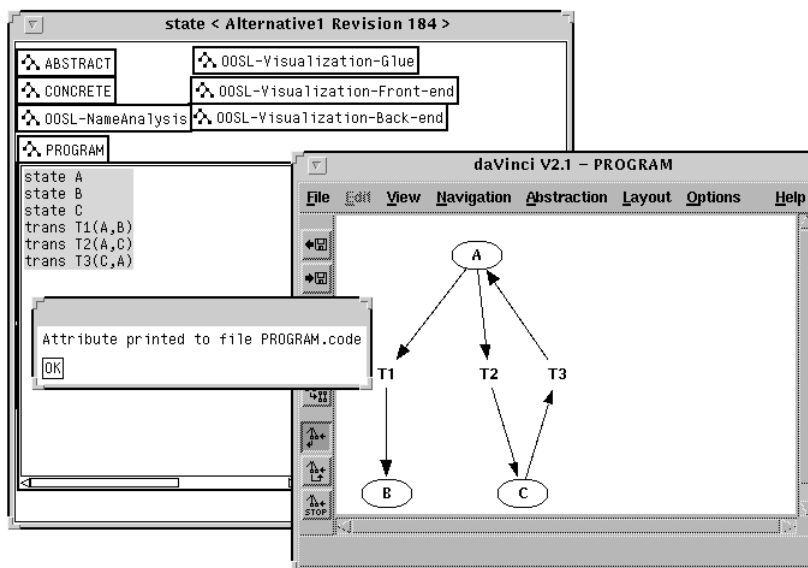 state < Alternative1 Revision 184 >
ABSTRACT
OOSL-Visualization-Glue
CONCRETE
OOSL-Visualization-Front-end
OOSL-NameAnalysis
OOSL-Visualization-Back-end
PROGRAM
state A
state B
state C
trans T1(A,B)
trans T2(A,C)
trans T3(C,A)
Attribute printed to file PROGRAM.code
OK
daVinci V2.1 – PROGRAM
File Edit View Navigation Abstraction Layout Options Help
A
T1 T2 T3
B C
STOP